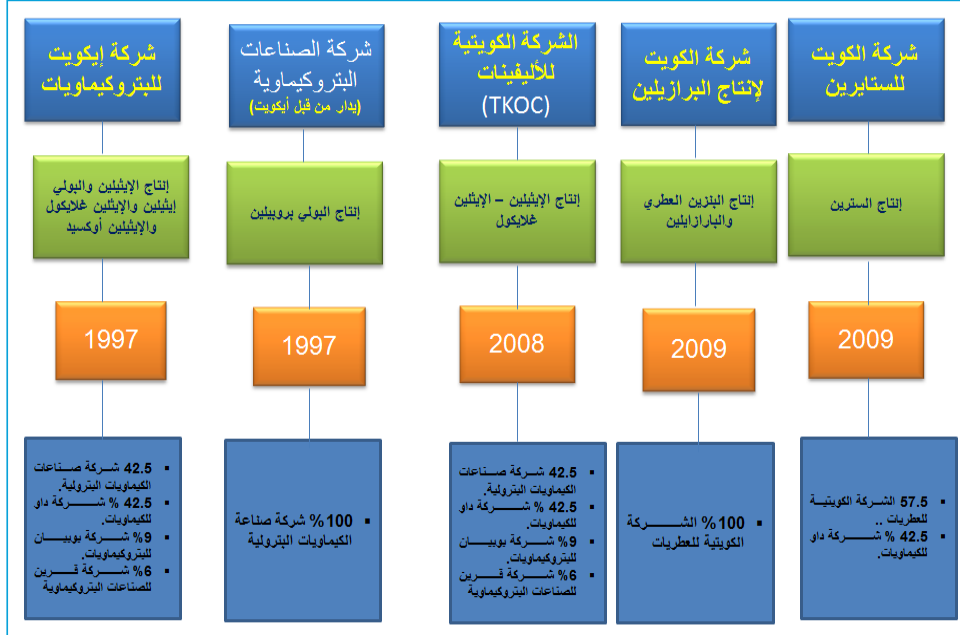 شركة الكويت
للستايرين
إنتاج السترين
2009
57.5 الشركة الكويتية
للعطريات ..
42.5 % شركة داو
للكيماويات.
شركة الكويت
لإنتاج البرازيلين
إنتاج البنزين العطري
والبارازايلين
2009
100% الشركة
الكويتية للعطريات
الشركة الكويتية
للأليفينات
(TKOC)
إنتاج الإيثيلين – الإيثلين
غلايكول
2008
42.5 شركة صناعات
الكيماويات البترولية.
42.5 % شركة داو
للكيماويات.
9% شركة بوبيان
للبتروكيماويات.
6% شركة قرين
للصناعات البتروكيماوية
شركة الصناعات
البتروكيماوية
(يدار من قبل أيكويت)
إنتاج البولي بروبيلين
1997
100% شركة صناعة
الكيماويات البترولية
شركة إيكويت
للبتروكيماويات
إنتاج الإيثيلين والبولي
إيثيلين والإيثلين غلايكول
والإيثيلين أوكسيد
1997
42.5 شركة صناعات
الكيماويات البترولية.
42.5 % شركة داو
للكيماويات.
9% شركة بوبيان
للبتروكيماويات.
6% شركة قرين
للصناعات البتروكيماوية